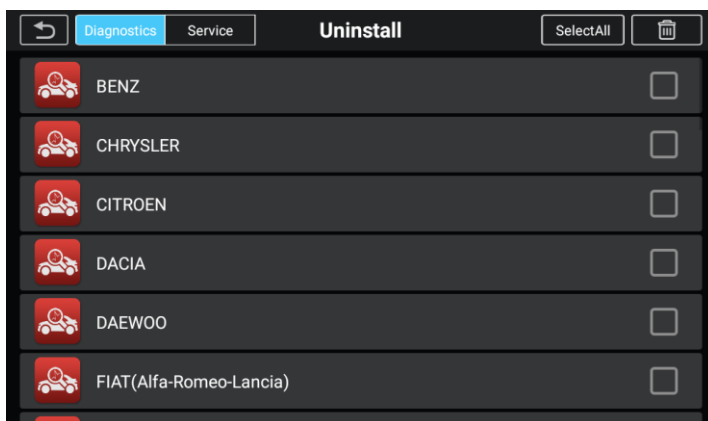 Diagnostics Service Uninstall SelectAll
BENZ
CHRYSLER
CITROEN
DACIA
DAEWOO
FIAT(Alfa-Romeo-Lancia)